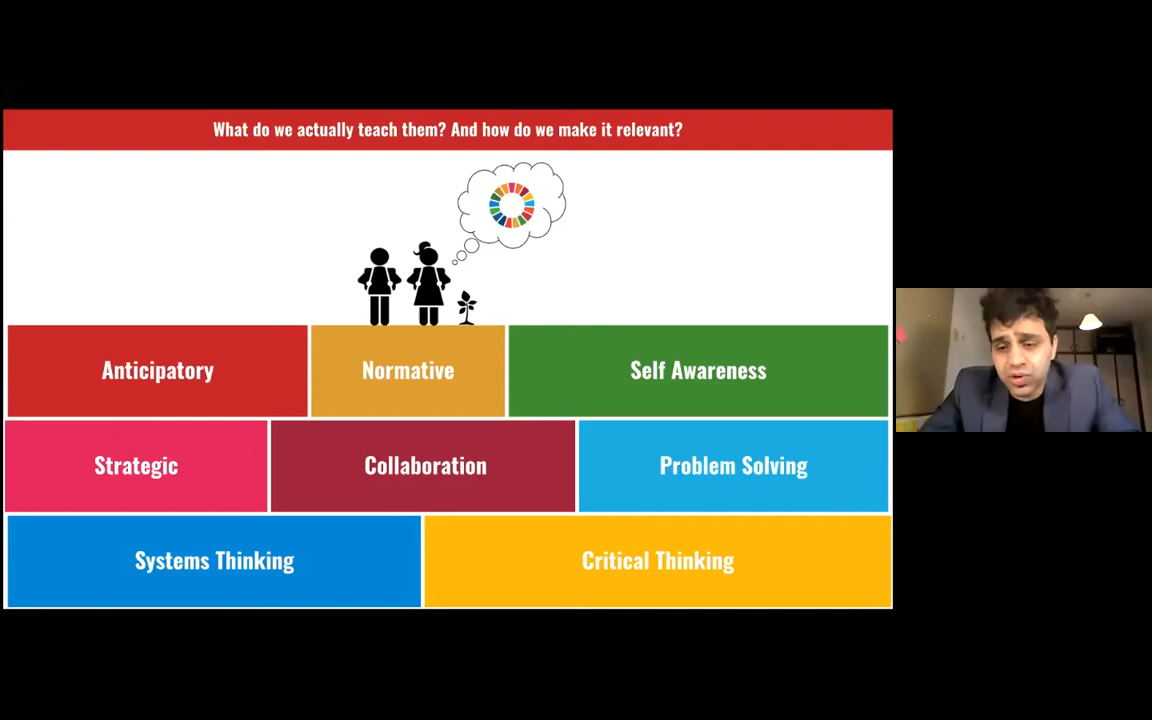 What do we actually teach them? And how do we make it relevant?
Anticipatory
Normative
Self Awareness
Strategic
Collaboration
Problem Solving
Systems Thinking
Critical Thinking